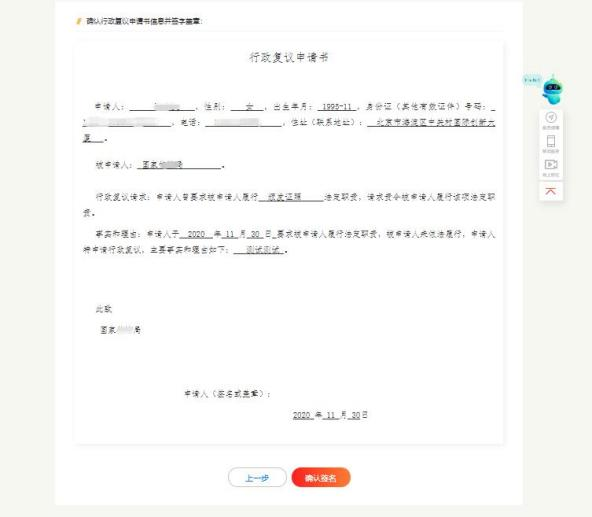 确认行政复议申请书信息并签字盖章：
行政复议申请书
申请人：，性别：女，出生年月：1995-11，身份证（其他有效证件）号码：
，电话：，住址（联系地址）：北京市海淀区中关村国际创新大
厦。
被申请人：国家局。
行政复议请求：申请人曾要求被申请人履行 颁发证照 法定职责，请求责令被申请人履行该项法定职
责。
事实和理由：申请人于 2020 年 11 月 30 日要求被申请人履行法定职责，被申请人未依法履行，申请人
特申请行政复议，主要事实和理由如下：测试测试。
此致
国家局
申请人（签名或盖章）：
2020 年 11 月 30日
上一步 确认签名